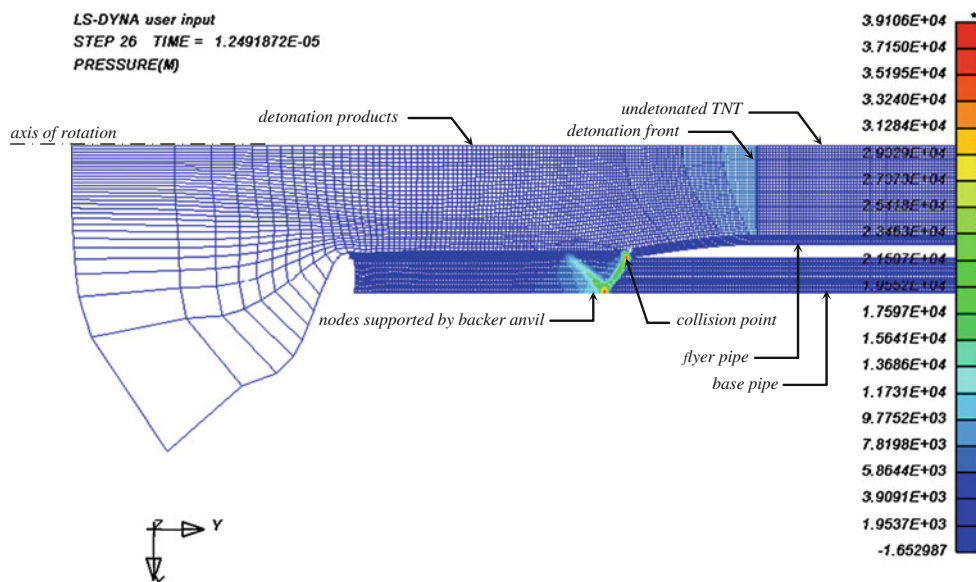 LS-DYNA user input
STEP 26 TIME = 1.2491872E-05
PRESSURE(M)
axis of rotation
detonation products
undetonated TNT
detonation front
nodes supported by backer anvil
collision point
flyer pipe
base pipe
3.9106E+04
3.7150E+04
3.5195E+04
3.3240E+04
3.1284E+04
2.9329E+04
2.7373E+04
2.5418E+04
2.3463E+04
2.1507E+04
1.9552E+04
1.7597E+04
1.5641E+04
1.3686E+04
1.1731E+04
9.7752E+03
7.8198E+03
5.8644E+03
3.9091E+03
1.9537E+03
-1.652987
Z
Y
X